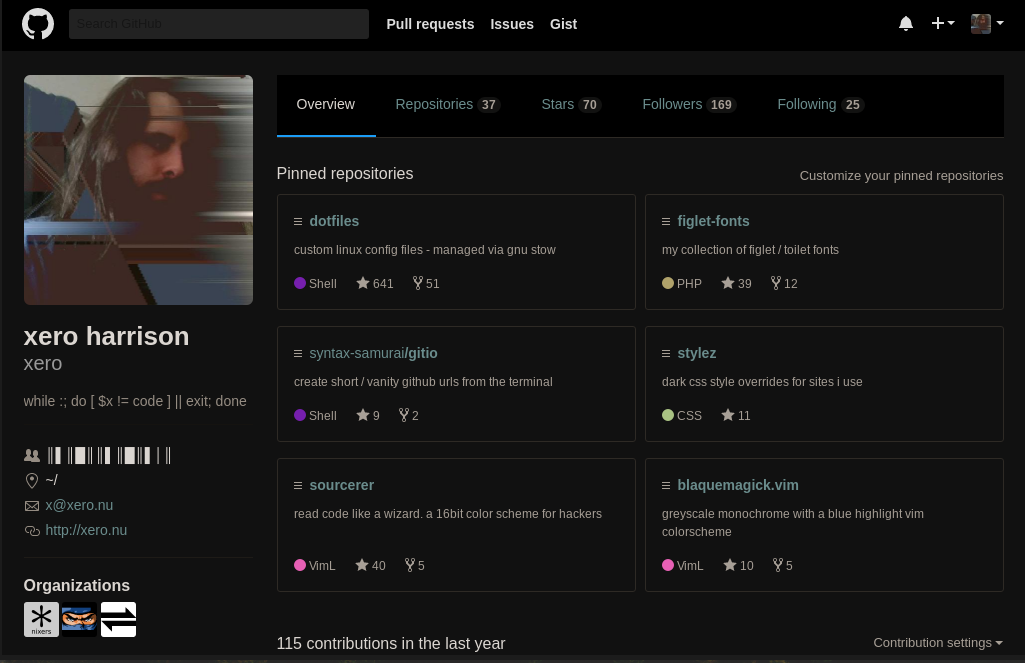 Search GitHub
Pull requests Issues Gist
Overview Repositories 37 Stars 70 Followers 169 Following 25
xero harrison
xero
while :; do [ $x != code ] || exit; done
~/
x@xero.nu
http://xero.nu
Organizations
nixers
Pinned repositories
Customize your pinned repositories
dotfiles
custom linux config files - managed via gnu stow
Shell 641 51
figlet-fonts
my collection of figlet / toilet fonts
PHP 39 12
syntax-samurai/gitio
create short / vanity github urls from the terminal
Shell 9 2
stylez
dark css style overrides for sites i use
CSS 11
sourcerer
read code like a wizard. a 16bit color scheme for hackers
VimL 40 5
blaquemagick.vim
greyscale monochrome with a blue highlight vim
colorscheme
VimL 10 5
115 contributions in the last year
Contribution settings